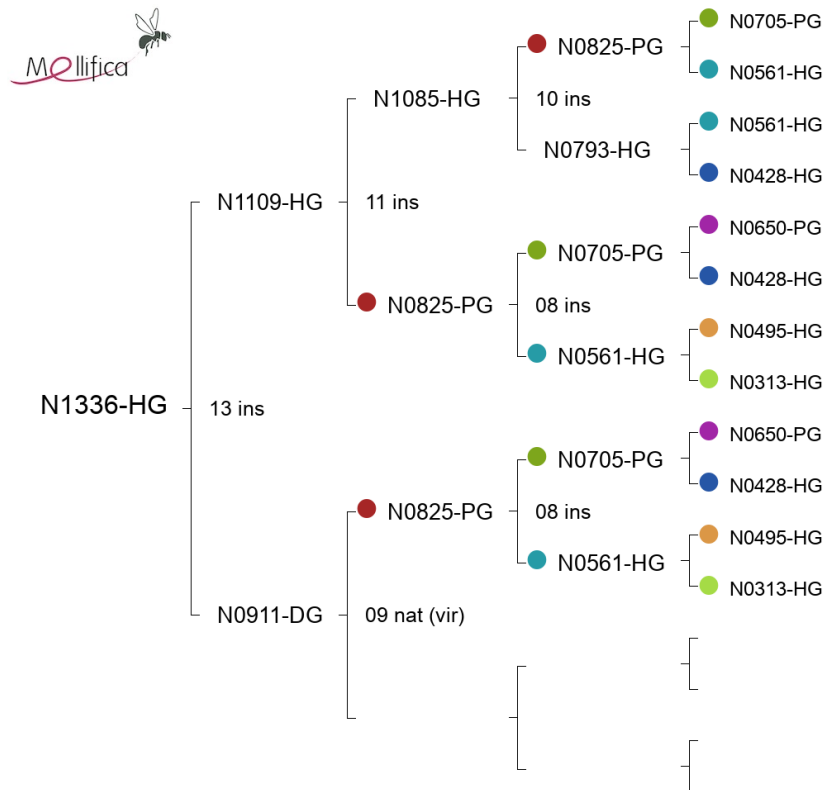 Mellifica
N0705-PG
N0825-PG
N0561-HG
N1085-HG
10 ins
N0561-HG
N0793-HG
N0428-HG
N1109-HG
11 ins
N0650-PG
N0705-PG
N0428-HG
N0825-PG
08 ins
N0495-HG
N0561-HG
N0313-HG
N1336-HG
13 ins
N0650-PG
N0705-PG
N0428-HG
N0825-PG
08 ins
N0495-HG
N0561-HG
N0313-HG
N0911-DG
09 nat (vir)